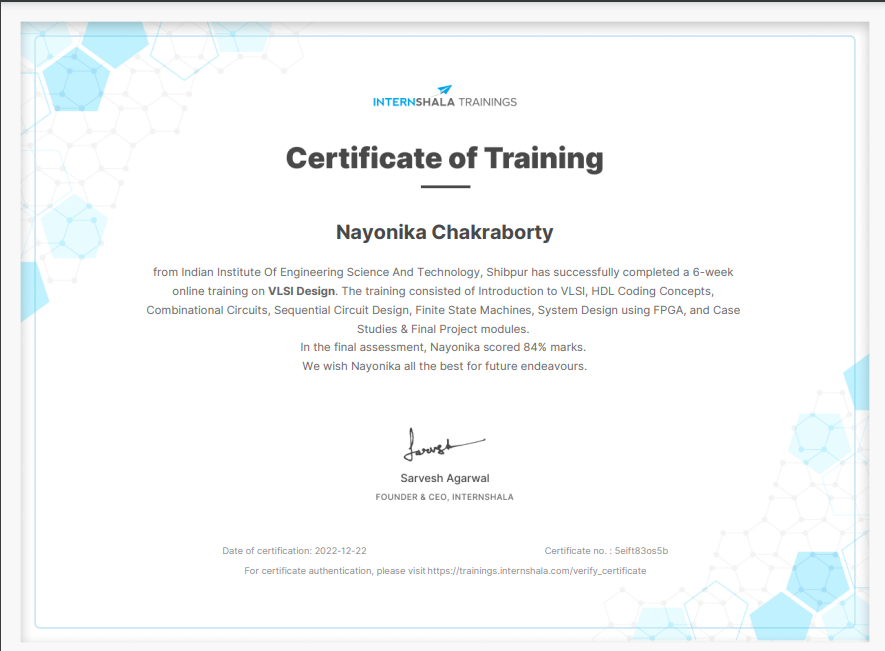 INTERNSHALA TRAININGS
Certificate of Training
Nayonika Chakraborty
from Indian Institute Of Engineering Science And Technology, Shibpur has successfully completed a 6-week
online training on VLSI Design. The training consisted of Introduction to VLSI, HDL Coding Concepts,
Combinational Circuits, Sequential Circuit Design, Finite State Machines, System Design using FPGA, and Case
Studies & Final Project modules.
In the final assessment, Nayonika scored 84% marks.
We wish Nayonika all the best for future endeavours.
Sarvesh
Sarvesh Agarwal
FOUNDER & CEO, INTERNSHALA
Date of certification: 2022-12-22
Certificate no. : 5eift83os5b
For certificate authentication, please visit https://trainings.internshala.com/verify_certificate